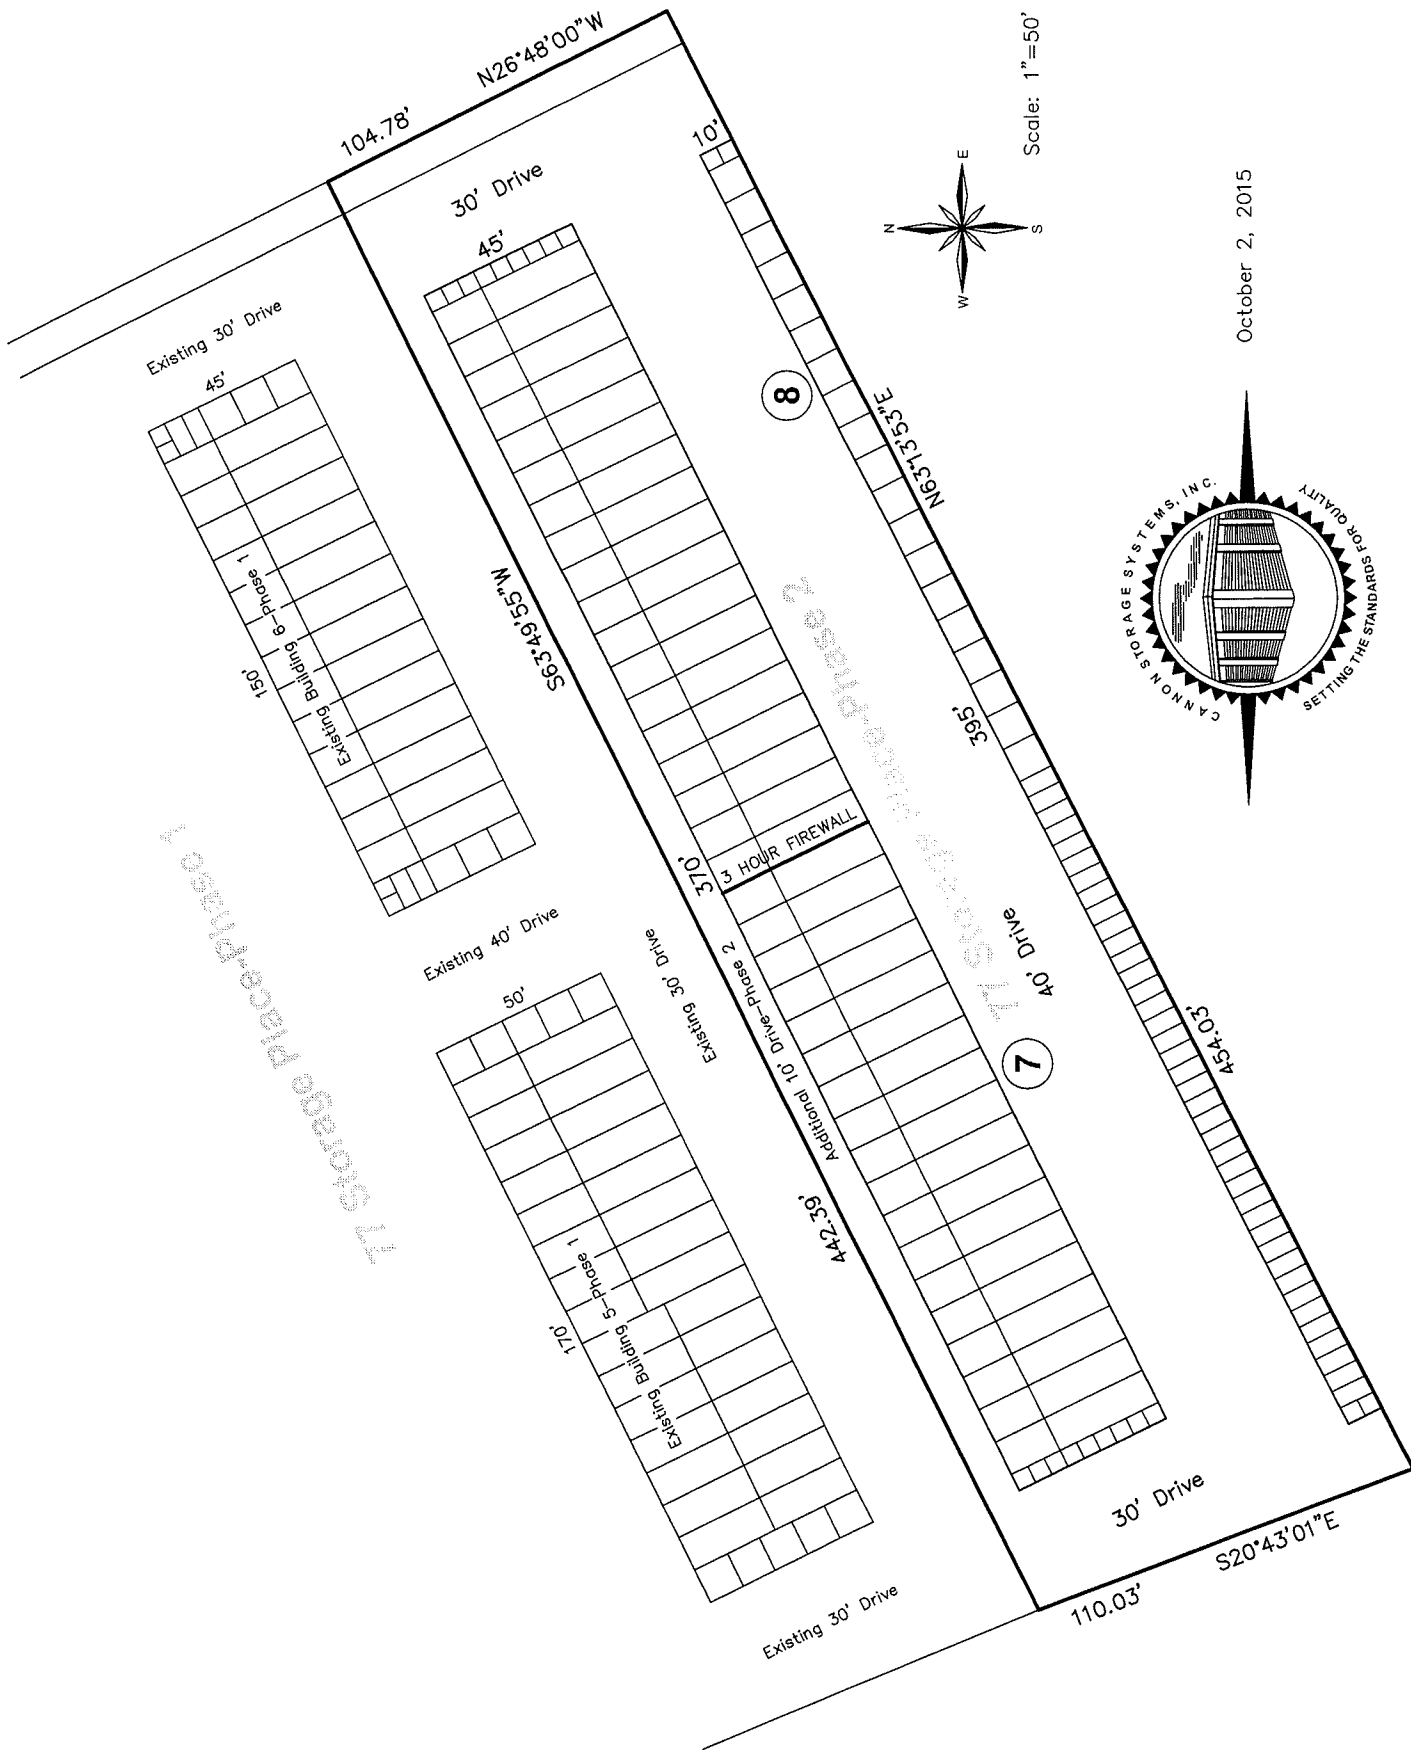 104.78'
N26°48'00"W
30' Drive
10'
45'
Scale: 1"=50'
N
E
S
W
October 2, 2015
Existing 30' Drive
45'
150'
Existing Building 6-Phase 1
S63°49'55"W
8
N63°13'53"E
CANNON STORAGE SYSTEMS, INC.
SETTING THE STANDARDS FOR QUALITY
77 Storage Place-Phase 1
77 Storage Place-Phase 2
395'
370'
3 HOUR FIREWALL
Existing 40' Drive
50'
Existing 30' Drive
Additional 10' Drive-Phase 2
40' Drive
7
454.03'
442.39'
170'
Existing Building 5-Phase 1
30' Drive
S20°43'01"E
110.03'
Existing 30' Drive